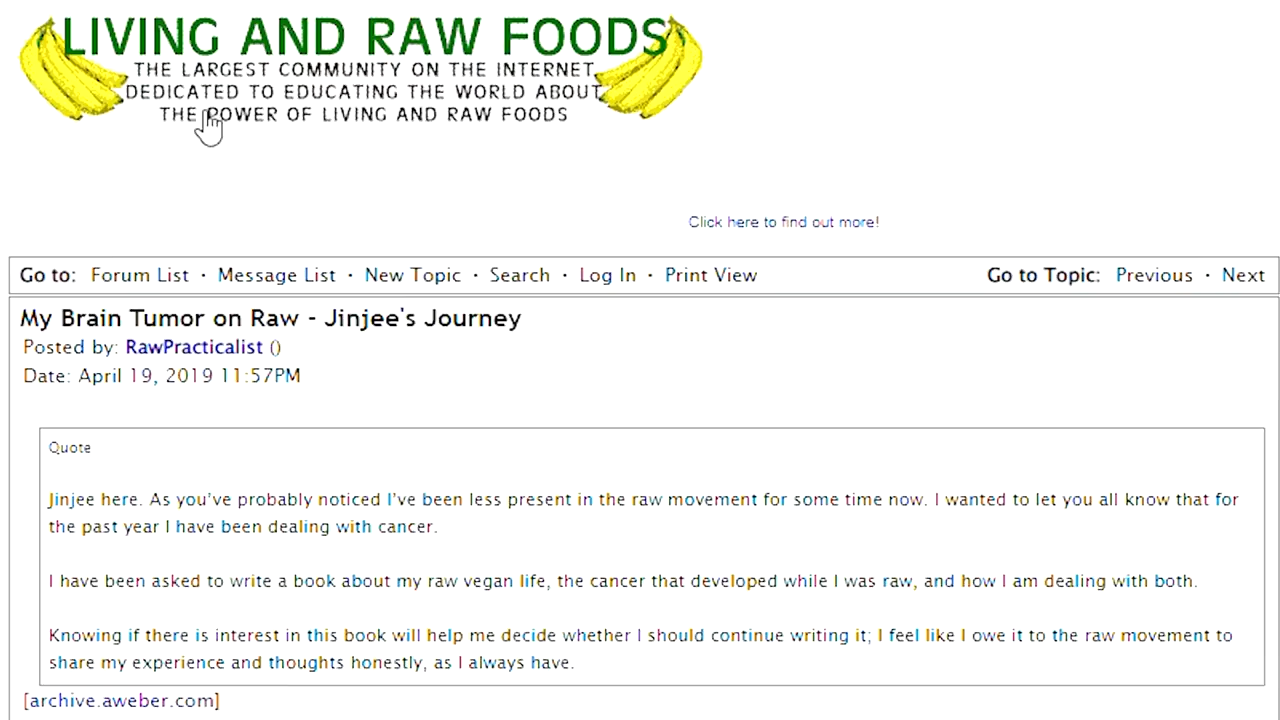 LIVING AND RAW FOODS
THE LARGEST COMMUNITY ON THE INTERNET
DEDICATED TO EDUCATING THE WORLD ABOUT
THE POWER OF LIVING AND RAW FOODS
Click here to find out more!
Go to: Forum List · Message List · New Topic · Search · Log In · Print View Go to Topic: Previous · Next
My Brain Tumor on Raw - Jinjee's Journey
Posted by: RawPracticalist ()
Date: April 19, 2019 11:57PM
Quote
Jinjee here. As you've probably noticed I've been less present in the raw movement for some time now. I wanted to let you all know that for
the past year I have been dealing with cancer.
I have been asked to write a book about my raw vegan life, the cancer that developed while I was raw, and how I am dealing with both.
Knowing if there is interest in this book will help me decide whether I should continue writing it; I feel like I owe it to the raw movement to
share my experience and thoughts honestly, as I always have.
[archive.aweber.com]